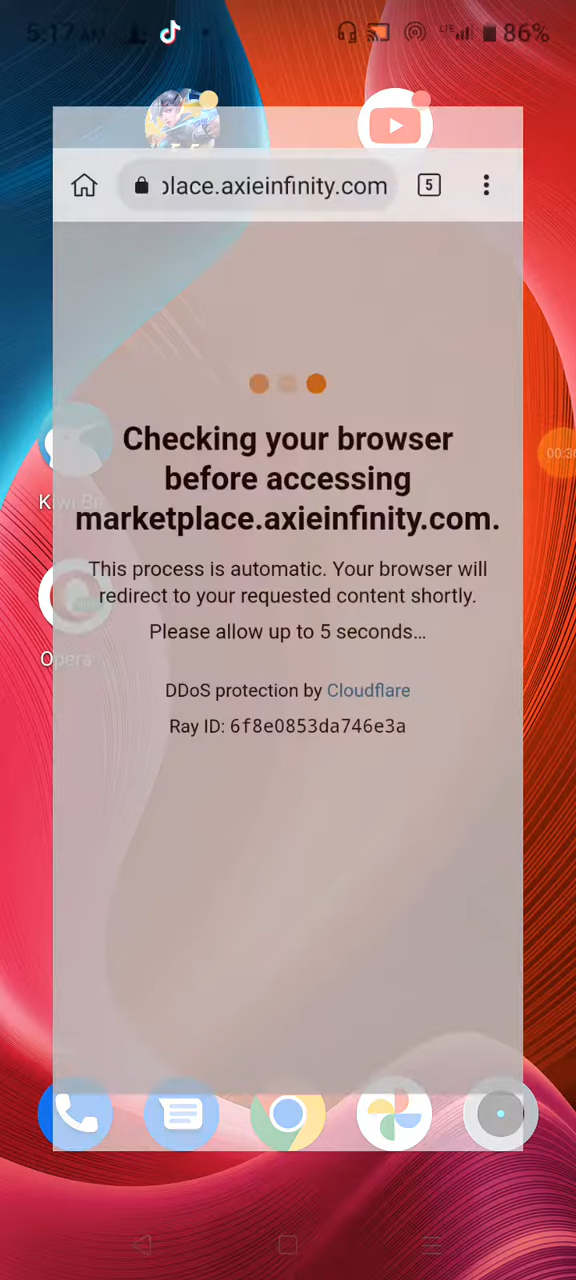 5:17 AM
LTE
86%
5
place.axieinfinity.com
Checking your browser
before accessing
marketplace.axieinfinity.com.
This process is automatic. Your browser will
redirect to your requested content shortly.
Please allow up to 5 seconds…
DDoS protection by Cloudflare
Ray ID: 6f8e0853da746e3a
Opera